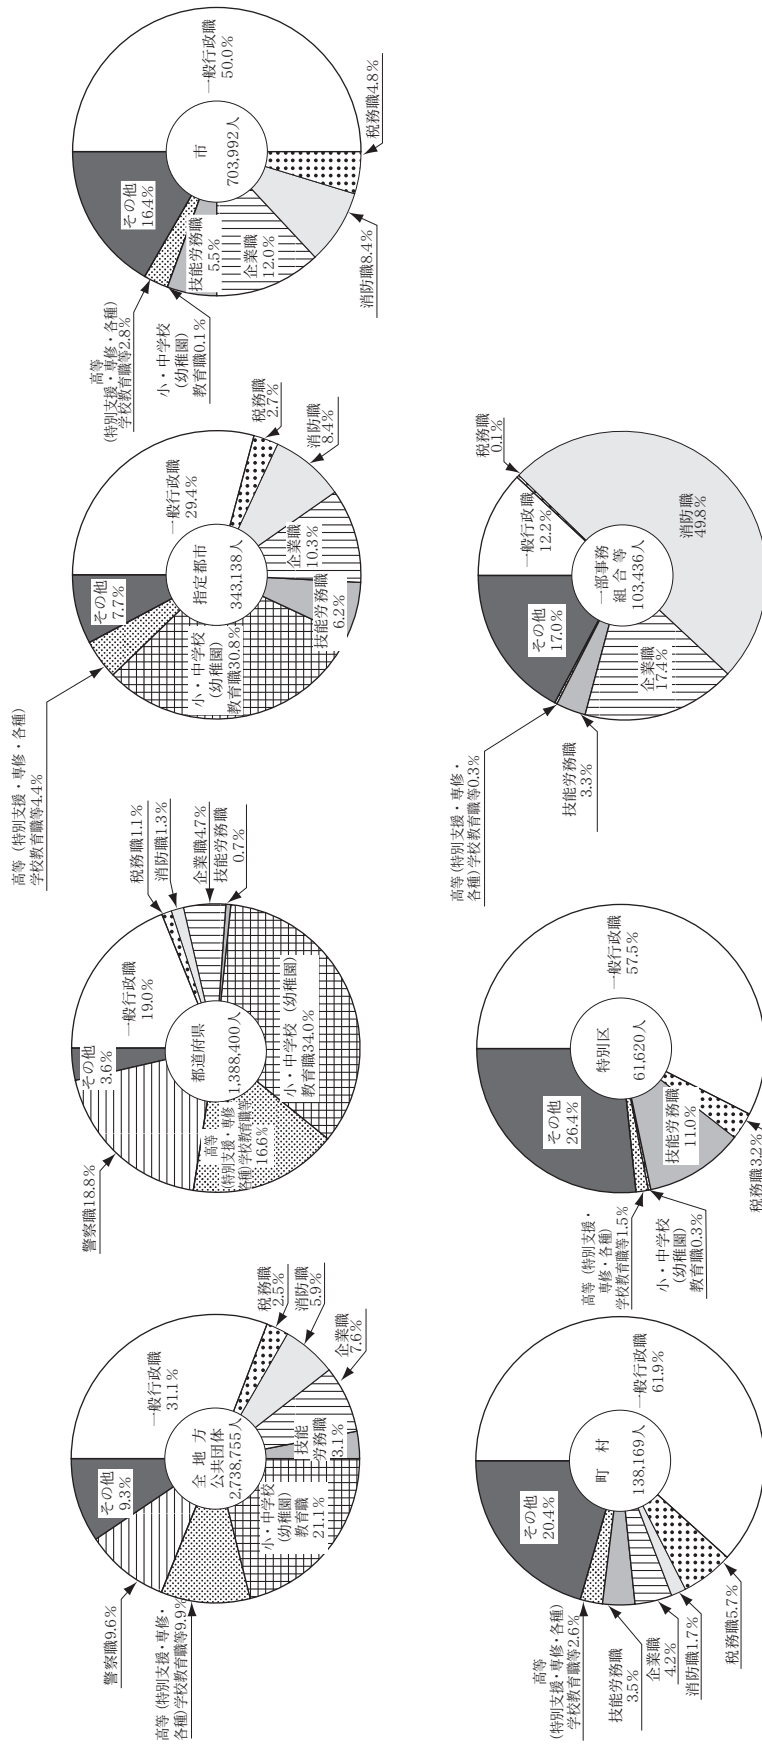 全地方
公共団体
2,738,755人
一般行政職
31.1%
税務職
2.5%
消防職
5.9%
企業職
7.6%
技能
労務職
3.1%
小・中学校
(幼稚園)
教育職
21.1%
高等 (特別支援・専修・
各種) 学校教育職等9.9%
警察職9.6%
その他
9.3%
都道府県
1,388,400人
一般行政職
19.0%
税務職1.1%
消防職1.3%
企業職4.7%
技能労務職
0.7%
小・中学校 (幼稚園)
教育職34.0%
高等
(特別支援・専修・
各種)学校教育職等
16.6%
警察職18.8%
その他
3.6%
指定都市
343,138人
一般行政職
29.4%
税務職
2.7%
消防職
8.4%
企業職
10.3%
技能労務職
6.2%
小・中学校
(幼稚園)
教育職30.8%
高等 (特別支援・専修・各種)
学校教育職等4.4%
その他
7.7%
市
703,992人
一般行政職
50.0%
税務職4.8%
消防職8.4%
企業職
12.0%
技能労務職
5.5%
小・中学校
(幼稚園)
教育職0.1%
高等
(特別支援・専修・各種)
学校教育職等2.8%
その他
16.4%
町村
138,169人
一般行政職
61.9%
税務職5.7%
消防職1.7%
企業職
4.2%
技能労務職
3.5%
高等
(特別支援・専修・各種)
学校教育職等2.6%
その他
20.4%
特別区
61,620人
一般行政職
57.5%
税務職3.2%
技能労務職
11.0%
小・中学校
(幼稚園)
教育職0.3%
高等 (特別支援・
専修・各種)
学校教育職等1.5%
その他
26.4%
一部事務
組合等
103,436人
一般行政職
12.2%
税務職
0.1%
消防職
49.8%
企業職
17.4%
技能労務職
3.3%
高等 (特別支援・専修・
各種) 学校教育職等0.3%
その他
17.0%